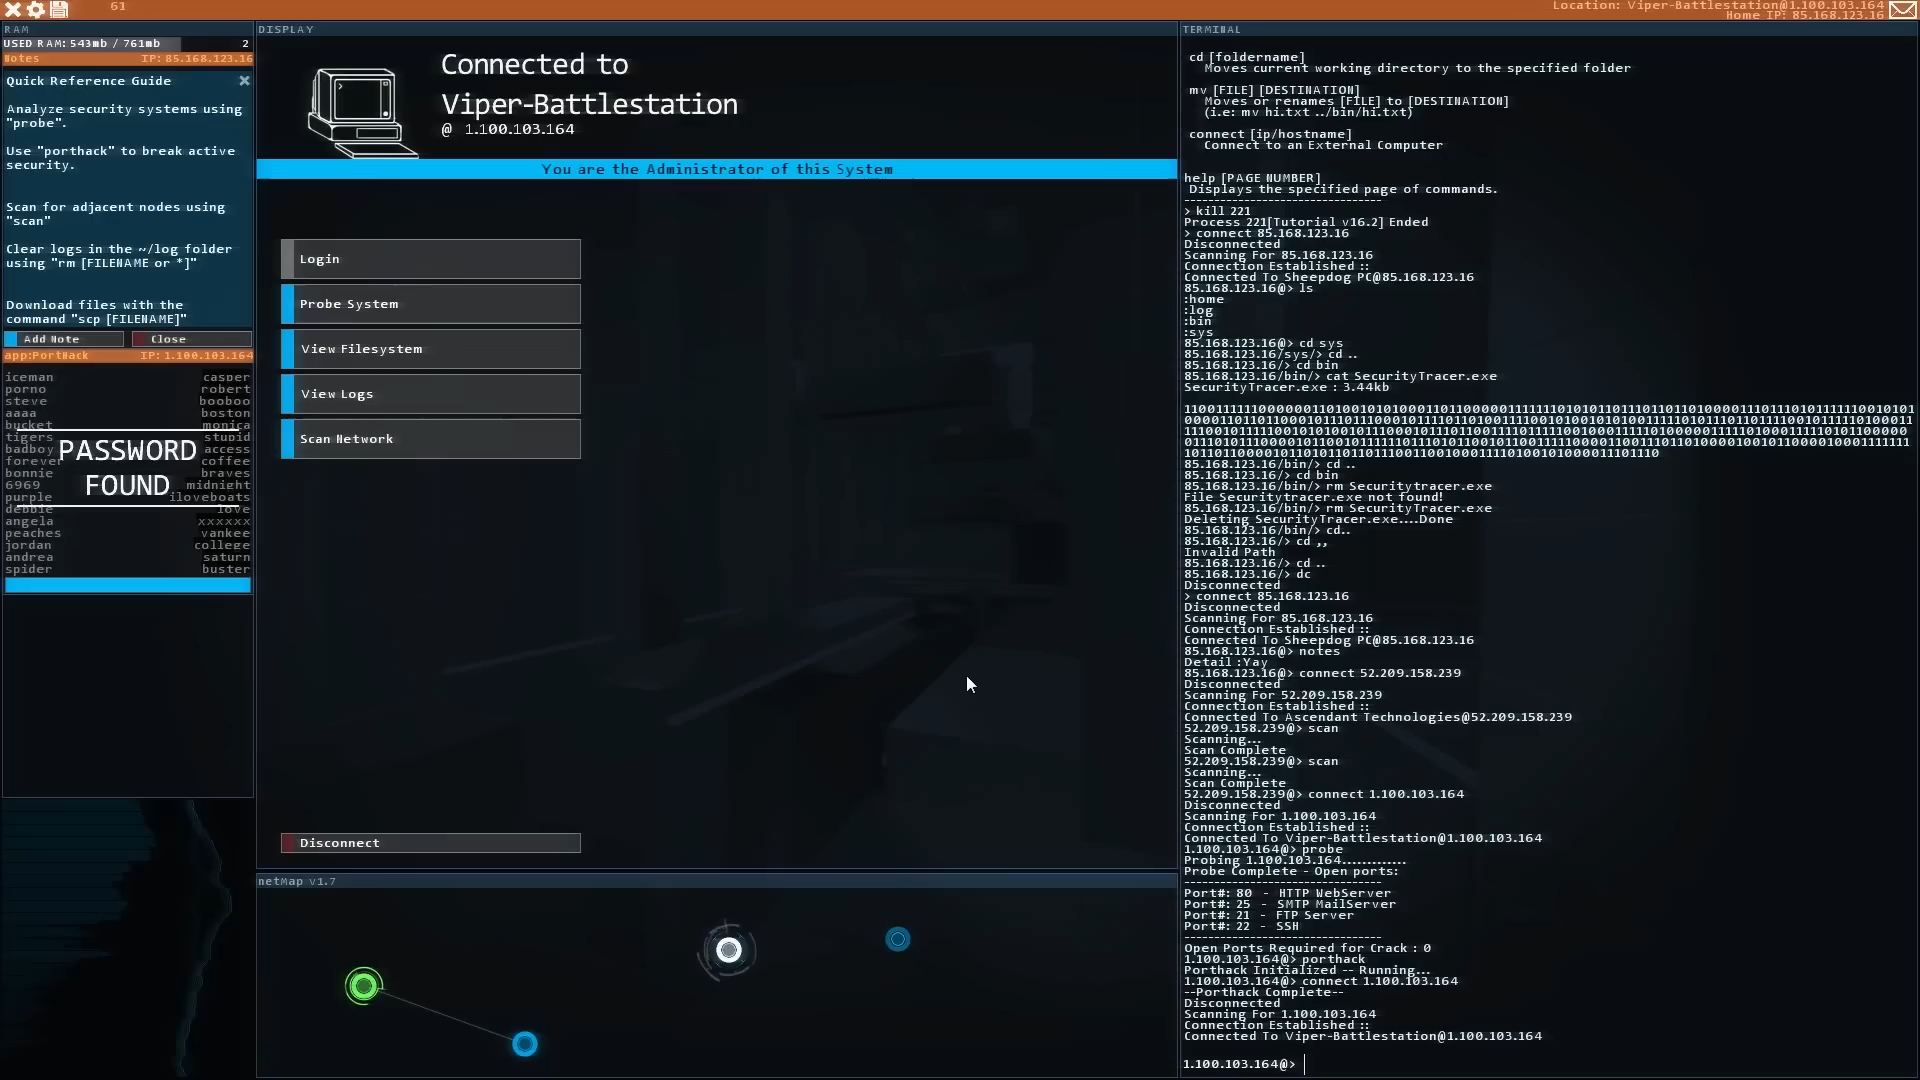 61
Location: Viper-Battlestation@1.100.103.164
Home IP: 85.168.123.16
RAM
USED RAM: 543mb / 761mb 2
Notes IP: 85.168.123.16
Quick Reference Guide
Analyze security systems using
"probe".
Use "porthack" to break active
security.
Scan for adjacent nodes using
"scan"
Clear logs in the ~/log folder
using "rm [FILENAME or *]"
Download files with the
command "scp [FILENAME]"
Add Note Close
app:PortHack IP: 1.100.103.164
iceman casper
porno robert
steve booboo
aaaa boston
bucket monica
tigers stupid
badboy access
forever coffee
bonnie braves
6969 midnight
purple iloveboats
debbie love
angela xxxxxx
peaches vankee
jordan college
andrea saturn
spider buster
PASSWORD
FOUND
DISPLAY
Connected to
Viper-Battlestation
@ 1.100.103.164
You are the Administrator of this System
Login
Probe System
View Filesystem
View Logs
Scan Network
Disconnect
netMap v1.7
TERMINAL
cd [foldername]
Moves current working directory to the specified folder
mv [FILE] [DESTINATION]
Moves or renames [FILE] to [DESTINATION]
(i.e: mv hi.txt ../bin/hi.txt)
connect [ip/hostname]
Connect to an External Computer
help [PAGE NUMBER]
Displays the specified page of commands.
---------------------------------
> kill 221
Process 221[Tutorial v16.2] Ended
> connect 85.168.123.16
Disconnected
Scanning For 85.168.123.16
Connection Established ::
Connected To Sheepdog PC@85.168.123.16
85.168.123.16@> ls
:home
:log
:bin
:sys
85.168.123.16@> cd sys
85.168.123.16/sys/> cd ..
85.168.123.16/> cd bin
85.168.123.16/bin/> cat SecurityTracer.exe
SecurityTracer.exe : 3.44kb
85.168.123.16/bin/> cd ..
85.168.123.16/> cd bin
85.168.123.16/bin/> rm Securitytracer.exe
File Securitytracer.exe not found!
85.168.123.16/bin/> rm SecurityTracer.exe
Deleting SecurityTracer.exe....Done
85.168.123.16/bin/> cd..
85.168.123.16/> cd ,,
Invalid Path
85.168.123.16/> cd ..
85.168.123.16/> dc
Disconnected
> connect 85.168.123.16
Disconnected
Scanning For 85.168.123.16
Connection Established ::
Connected To Sheepdog PC@85.168.123.16
85.168.123.16@> notes
Detail :Yay
85.168.123.16@> connect 52.209.158.239
Disconnected
Scanning For 52.209.158.239
Connection Established ::
Connected To Ascendant Technologies@52.209.158.239
52.209.158.239@> scan
Scanning...
Scan Complete
52.209.158.239@> scan
Scanning...
Scan Complete
52.209.158.239@> connect 1.100.103.164
Disconnected
Scanning For 1.100.103.164
Connection Established ::
Connected To Viper-Battlestation@1.100.103.164
1.100.103.164@> probe
Probing 1.100.103.164.............
Probe Complete - Open ports:
---------------------------------
Port#: 80 - HTTP WebServer
Port#: 25 - SMTP MailServer
Port#: 21 - FTP Server
Port#: 22 - SSH
---------------------------------
Open Ports Required for Crack : 0
1.100.103.164@> porthack
Porthack Initialized -- Running...
1.100.103.164@> connect 1.100.103.164
--Porthack Complete--
Disconnected
Scanning For 1.100.103.164
Connection Established ::
Connected To Viper-Battlestation@1.100.103.164
1.100.103.164@>